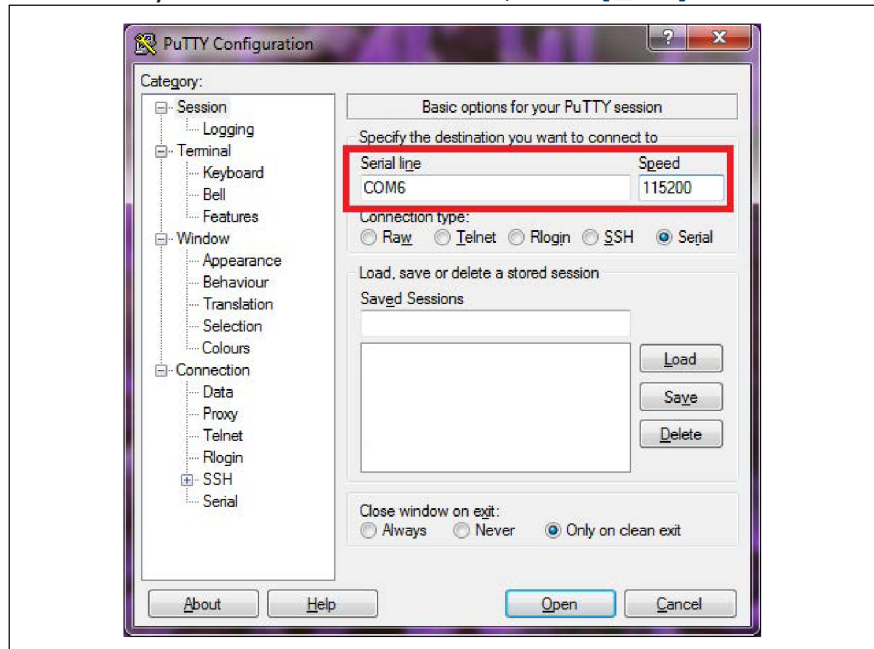 PuTTY Configuration
Category:
Session
Logging
Terminal
Keyboard
Bell
Features
Window
Appearance
Behaviour
Translation
Selection
Colours
Connection
Data
Proxy
Telnet
Rlogin
SSH
Serial
Basic options for your PuTTY session
Specify the destination you want to connect to
Serial line Speed
COM6 115200
Connection type:
Raw Telnet Rlogin SSH Serial
Load, save or delete a stored session
Saved Sessions
Load
Save
Delete
Close window on exit:
Always Never Only on clean exit
About Help Open Cancel